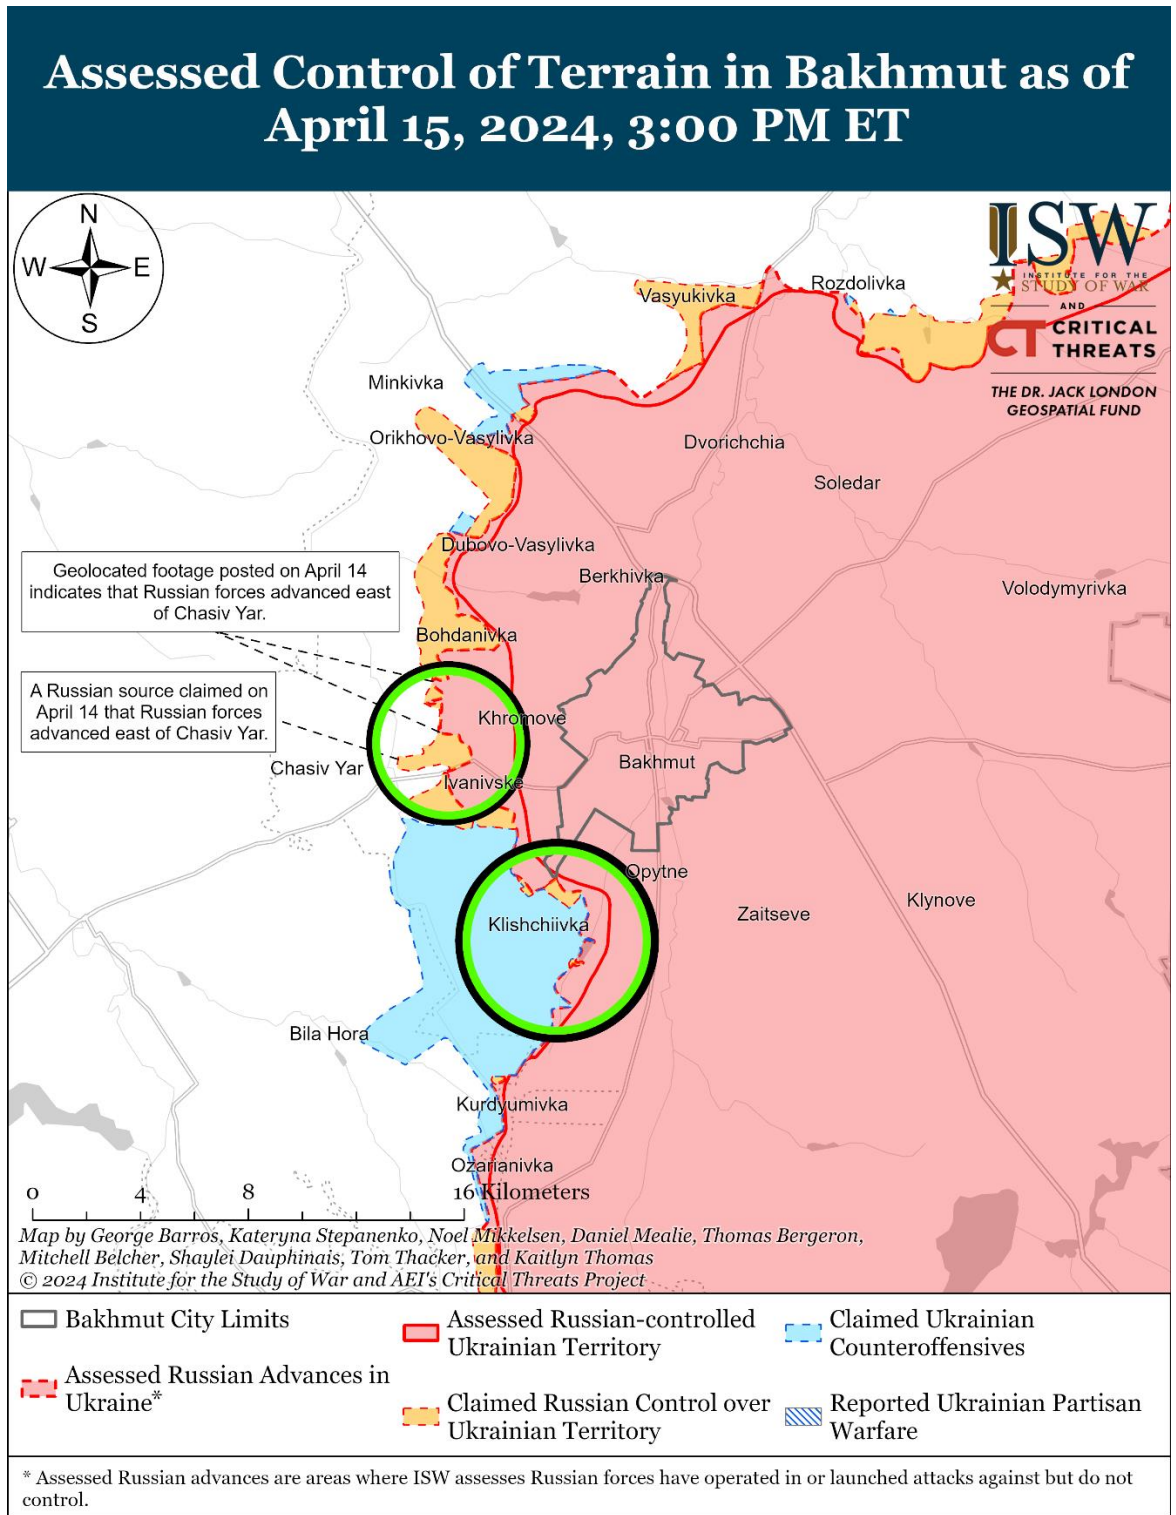 Assessed Control of Terrain in Bakhmut as of
April 15, 2024, 3:00 PM ET
N
W
E
S
ISW
INSTITUTE FOR THE
STUDY OF WAR
AND
CT CRITICAL
THREATS
THE DR. JACK LONDON
GEOSPATIAL FUND
Rozdolivka
Vasyukivka
Minkivka
Orikhovo-Vasylivka
Dvorichchia
Soledar
Dubovo-Vasylivka
Berkhivka
Volodymyrivka
Geolocated footage posted on April 14
indicates that Russian forces advanced east
of Chasiv Yar.
Bohdanivka
A Russian source claimed on
April 14 that Russian forces
advanced east of Chasiv Yar.
Khromove
Chasiv Yar
Bakhmut
Ivanivske
Opytne
Klishchiivka
Zaitseve
Klynove
Bila Hora
Kurdyumivka
Ozarianivka
0 4 8 16 Kilometers
Map by George Barros, Kateryna Stepanenko, Noel Mikkelsen, Daniel Mealie, Thomas Bergeron,
Mitchell Belcher, Shaylei Dauphinais, Tom Thacker, and Kaitlyn Thomas
© 2024 Institute for the Study of War and AEI's Critical Threats Project
Bakhmut City Limits
Assessed Russian Advances in
Ukraine*
Assessed Russian-controlled
Ukrainian Territory
Claimed Russian Control over
Ukrainian Territory
Claimed Ukrainian
Counteroffensives
Reported Ukrainian Partisan
Warfare
* Assessed Russian advances are areas where ISW assesses Russian forces have operated in or launched attacks against but do not
control.